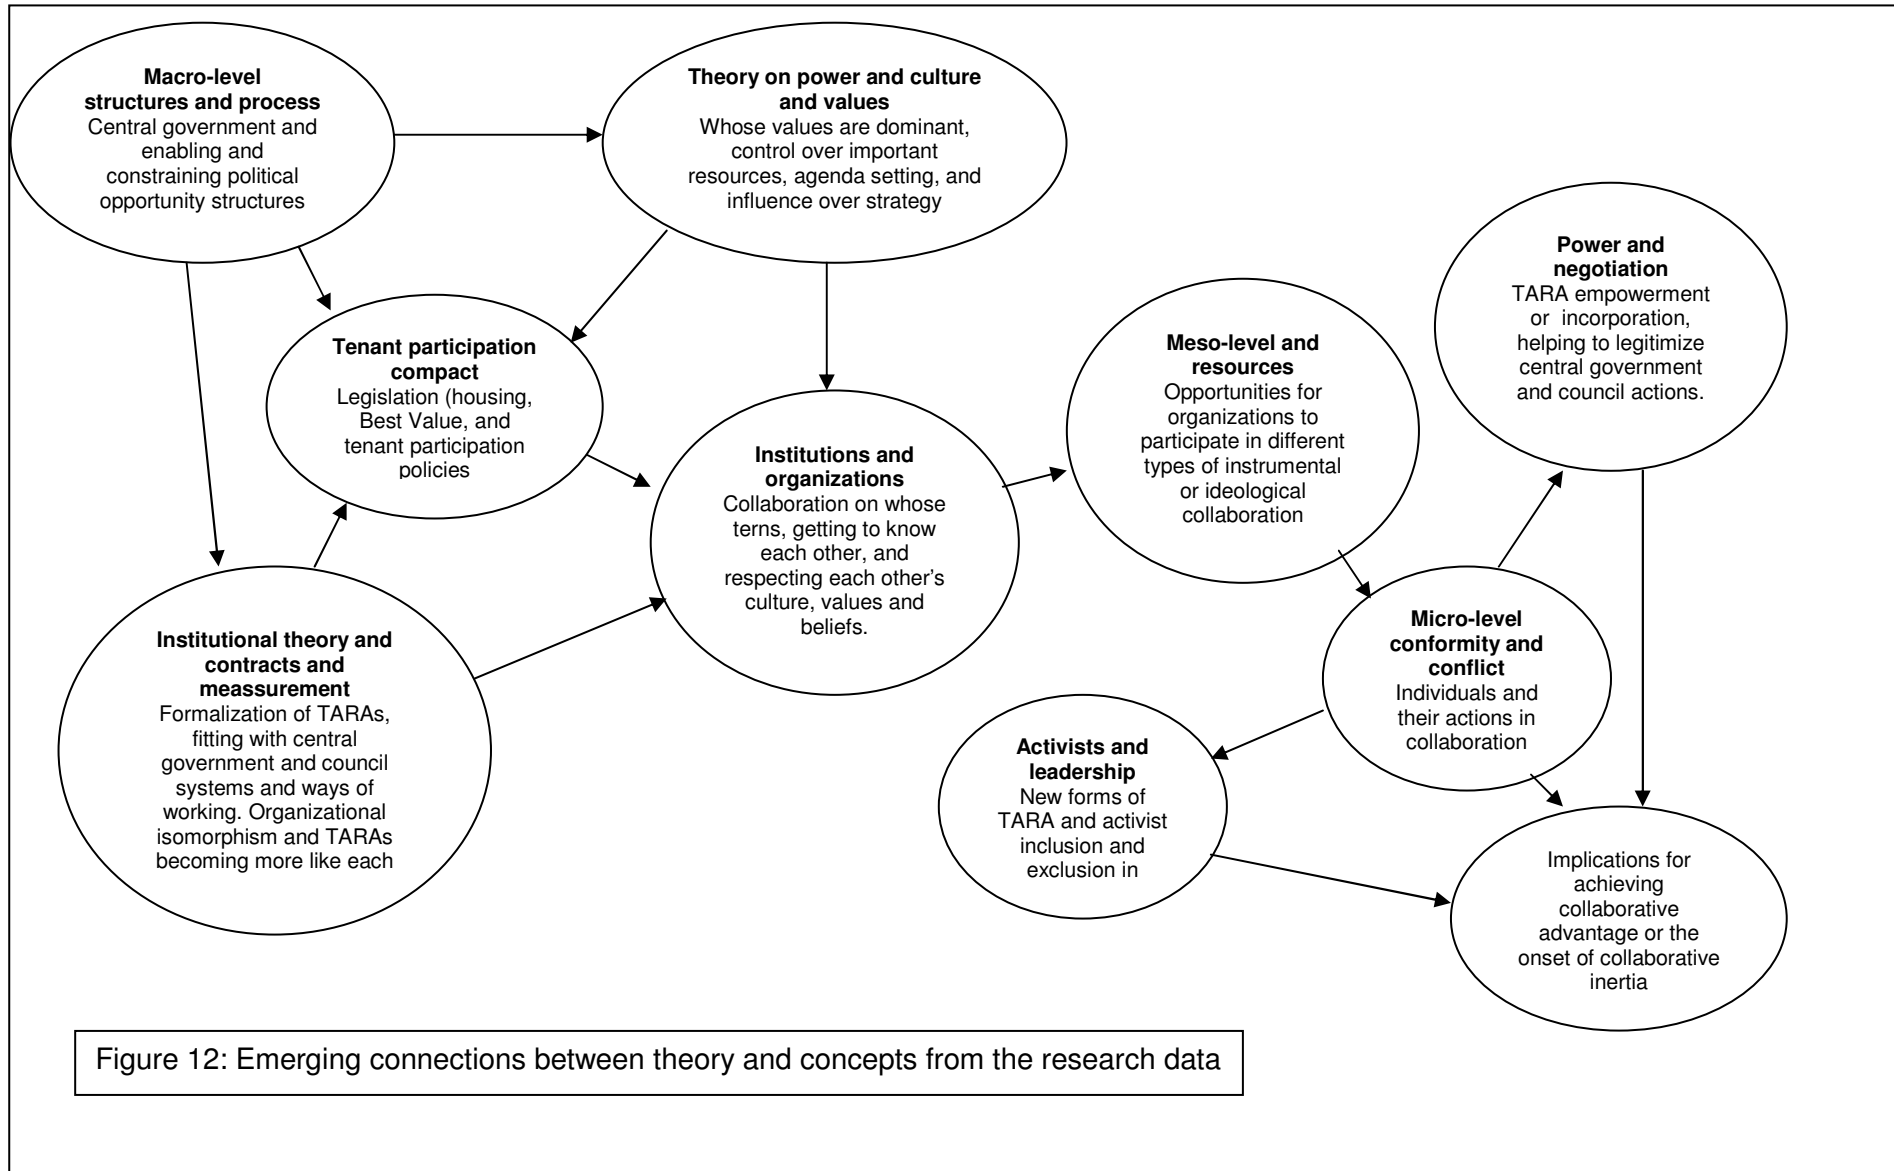 Macro-level
structures and process
Central government and
enabling and
constraining political
opportunity structures
Theory on power and culture
and values
Whose values are dominant,
control over important
resources, agenda setting, and
influence over strategy
Power and
negotiation
TARA empowerment
or incorporation,
helping to legitimize
central government
and council actions.
Tenant participation
compact
Legislation (housing,
Best Value, and
tenant participation
policies
Meso-level and
resources
Opportunities for
organizations to
participate in different
types of instrumental
or ideological
collaboration
Institutions and
organizations
Collaboration on whose
terns, getting to know
each other, and
respecting each other’s
culture, values and
beliefs.
Institutional theory and
contracts and
meassurement
Formalization of TARAs,
fitting with central
government and council
systems and ways of
working. Organizational
isomorphism and TARAs
becoming more like each
Micro-level
conformity and
conflict
Individuals and
their actions in
collaboration
Activists and
leadership
New forms of
TARA and activist
inclusion and
exclusion in
Implications for
achieving
collaborative
advantage or the
onset of collaborative
inertia
Figure 12: Emerging connections between theory and concepts from the research data